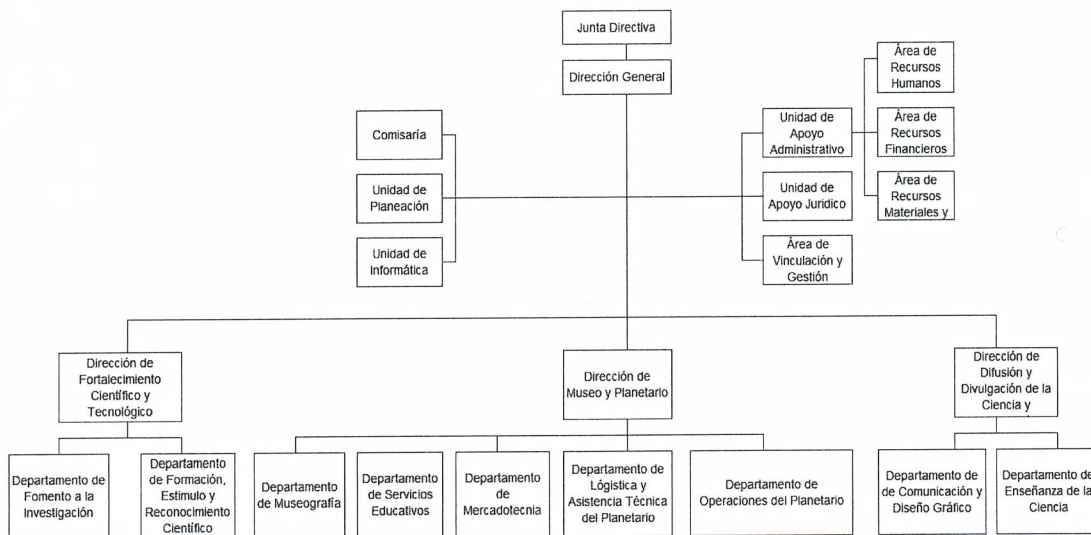 Junta Directiva
Dirección General
Comisaría
Unidad de
Planeación
Unidad de
Informática
Unidad de
Apoyo
Administrativo
Unidad de
Apoyo Juridico
Área de
Vinculación y
Gestión
Área de
Recursos
Humanos
Área de
Recursos
Financieros
Área de
Recursos
Materiales y
Dirección de
Fortalecimiento
Científico y
Tecnológico
Dirección de
Museo y Planetario
Dirección de
Difusión y
Divulgación de la
Ciencia y
Departamento de
Fomento a la
Investigación
Departamento
de Formación,
Estimulo y
Reconocimiento
Científico
Departamento
de Museografía
Departamento
de Servicios
Educativos
Departamento
de
Mercadotecnia
Departamento de
Lógistica y
Asistencia Técnica
del Planetario
Departamento de
Operaciones del Planetario
Departamento de
de Comunicación y
Diseño Gráfico
Departamento de
Enseñanza de la
Ciencia